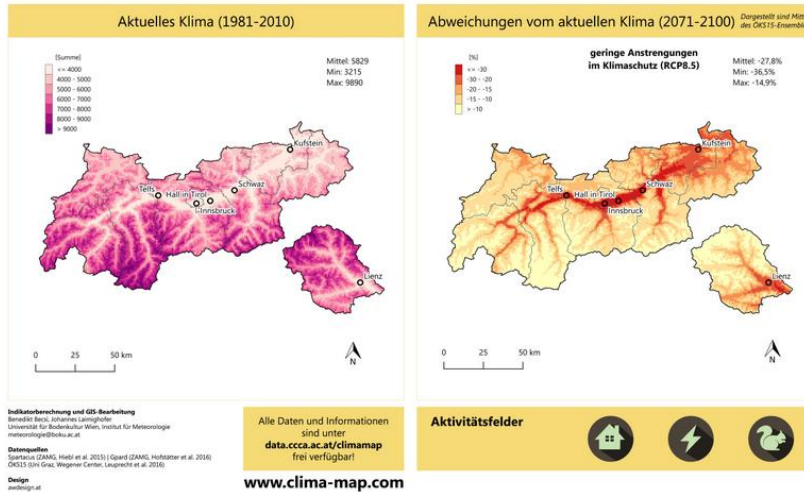 Aktuelles Klima (1981-2010)
[Summe]
<= 4000
4000 - 5000
5000 - 6000
6000 - 7000
7000 - 8000
8000 - 9000
> 9000
Mittel: 5829
Min: 3215
Max: 9890
Kufstein
Telfs
Hall in Tirol
Schwaz
Innsbruck
Lienz
0 25 50 km
N
Abweichungen vom aktuellen Klima (2071-2100)
Dargestellt sind
des ÖKS15-Ensembles
geringe Anstrengungen
im Klimaschutz (RCP8.5)
[%]
<= -30
-30 - -20
-20 - -15
-15 - -10
> -10
Mittel: -27,8%
Min: -36,5%
Max: -14,9%
Kufstein
Telfs
Hall in Tirol
Schwaz
Innsbruck
Lienz
0 25 50 km
N
Indikatorberechnung und GIS-Bearbeitung
Benedikt Becsi, Johannes Laimighofer
Universität für Bodenkultur Wien, Institut für Meteorologie
meteorologie@boku.ac.at
Datenquellen
Spartacus (ZAMG, Hiebl et al. 2015) | Gpard (ZAMG, Hofstätter et al. 2016)
ÖKS15 (Uni Graz, Wegener Center, Leuprecht et al. 2016)
Design
awdesign.at
Alle Daten und Informationen
sind unter
data.ccca.ac.at/climamap
frei verfügbar!
www.clima-map.com
Aktivitätsfelder